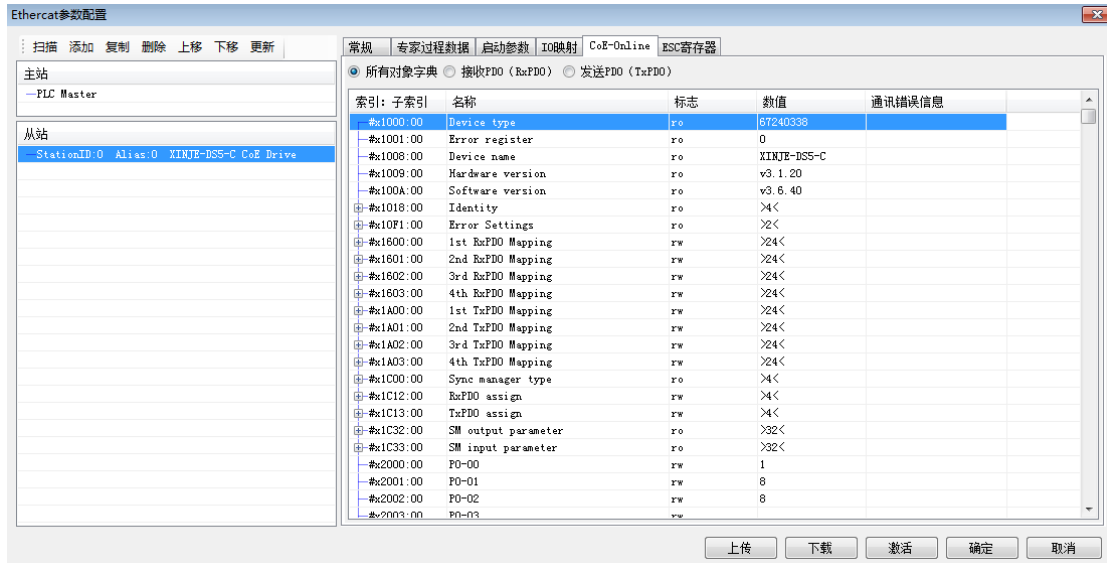 Ethercat参数配置
扫描 添加 复制 删除 上移 下移 更新
主站
PLC Master
从站
StationID:0 Alias:0 XINJE-DS5-C CoE Drive
常规 专家过程数据 启动参数 IO映射 CoE-Online ESC寄存器
所有对象字典 接收PDO（RxPDO） 发送PDO（TxPDO）
索引：子索引 名称 标志 数值 通讯错误信息
#x1000:00 Device type ro 67240338
#x1001:00 Error register ro 0
#x1008:00 Device name ro XINJE-DS5-C
#x1009:00 Hardware version ro v3.1.20
#x100A:00 Software version ro v3.6.40
#x1018:00 Identity ro >4<
#x10F1:00 Error Settings ro >2<
#x1600:00 1st RxPDO Mapping rw >24<
#x1601:00 2nd RxPDO Mapping rw >24<
#x1602:00 3rd RxPDO Mapping rw >24<
#x1603:00 4th RxPDO Mapping rw >24<
#x1A00:00 1st TxPDO Mapping rw >24<
#x1A01:00 2nd TxPDO Mapping rw >24<
#x1A02:00 3rd TxPDO Mapping rw >24<
#x1A03:00 4th TxPDO Mapping rw >24<
#x1C00:00 Sync manager type ro >4<
#x1C12:00 RxPDO assign rw >4<
#x1C13:00 TxPDO assign rw >4<
#x1C32:00 SM output parameter ro >32<
#x1C33:00 SM input parameter ro >32<
#x2000:00 P0-00 rw 1
#x2001:00 P0-01 rw 8
#x2002:00 P0-02 rw 8
#x2003:00 P0-03 rw
上传 下载 激活 确定 取消